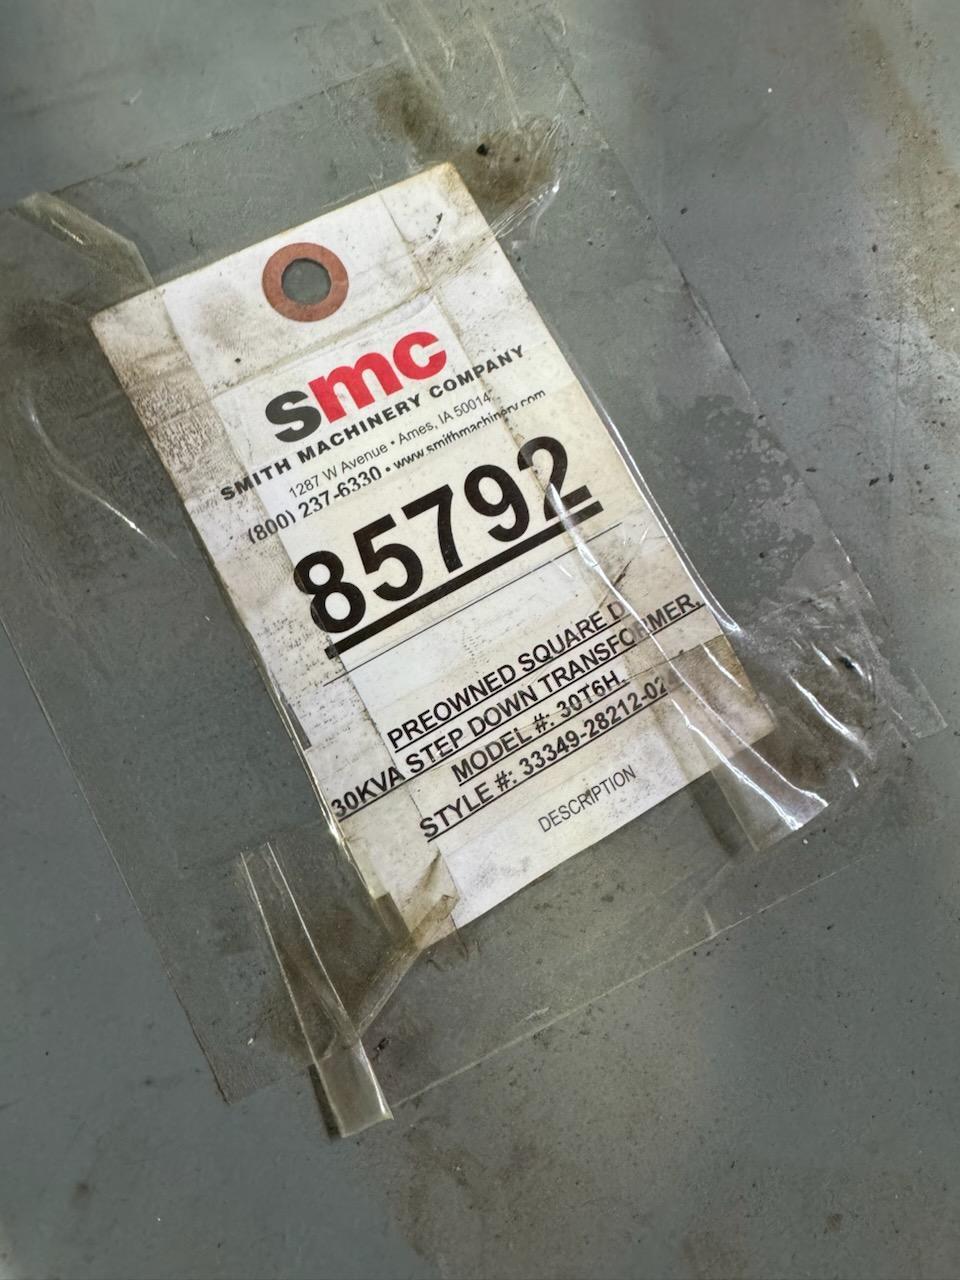 smc
SMITH MACHINERY COMPANY
1287 W Avenue • Ames, IA 50014
(800) 237-6330 • www.smithmachinery.com
85792
PREOWNED SQUARE D
30KVA STEP DOWN TRANSFORMER.
MODEL #: 30T6H.
STYLE #: 33349-28212-02
DESCRIPTION